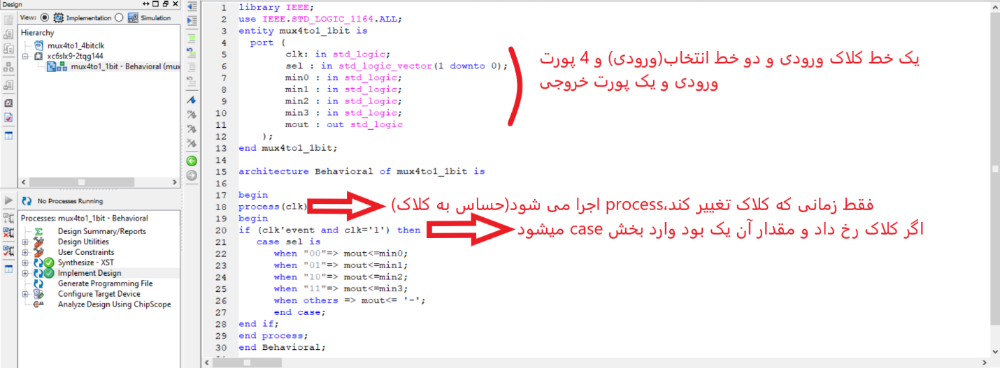 Design
View: Implementation Simulation
Hierarchy
mux4to1_4bitclk
xc6slx9-2tqg144
mux4to1_1bit - Behavioral (mux
No Processes Running
Processes: mux4to1_1bit - Behavioral
Design Summary/Reports
Design Utilities
User Constraints
Synthesize - XST
Implement Design
Generate Programming File
Configure Target Device
Analyze Design Using ChipScope
1 library IEEE;
2 use IEEE.STD_LOGIC_1164.ALL;
3 entity mux4to1_1bit is
4 port (
5 clk: in std_logic;
6 sel : in std_logic_vector(1 downto 0);
7 min0 : in std_logic;
8 min1 : in std_logic;
9 min2 : in std_logic;
10 min3 : in std_logic;
11 mout : out std_logic
12 );
13 end mux4to1_1bit;
14
15 architecture Behavioral of mux4to1_1bit is
16
17 begin
18 process(clk)
19 begin
20 if (clk'event and clk='1') then
21 case sel is
22 when "00"=> mout<=min0;
23 when "01"=> mout<=min1;
24 when "10"=> mout<=min2;
25 when "11"=> mout<=min3;
26 when others => mout<= '-';
27 end case;
28 end if;
29 end process;
30 end Behavioral;
یک خط کلاک ورودی و دو خط انتخاب(ورودی) و 4 پورت
ورودی و یک پورت خروجی
فقط زمانی که کلاک تغییر کند،process اجرا می شود(حساس به کلاک)
اگر کلاک رخ داد و مقدار آن یک بود وارد بخش case میشود